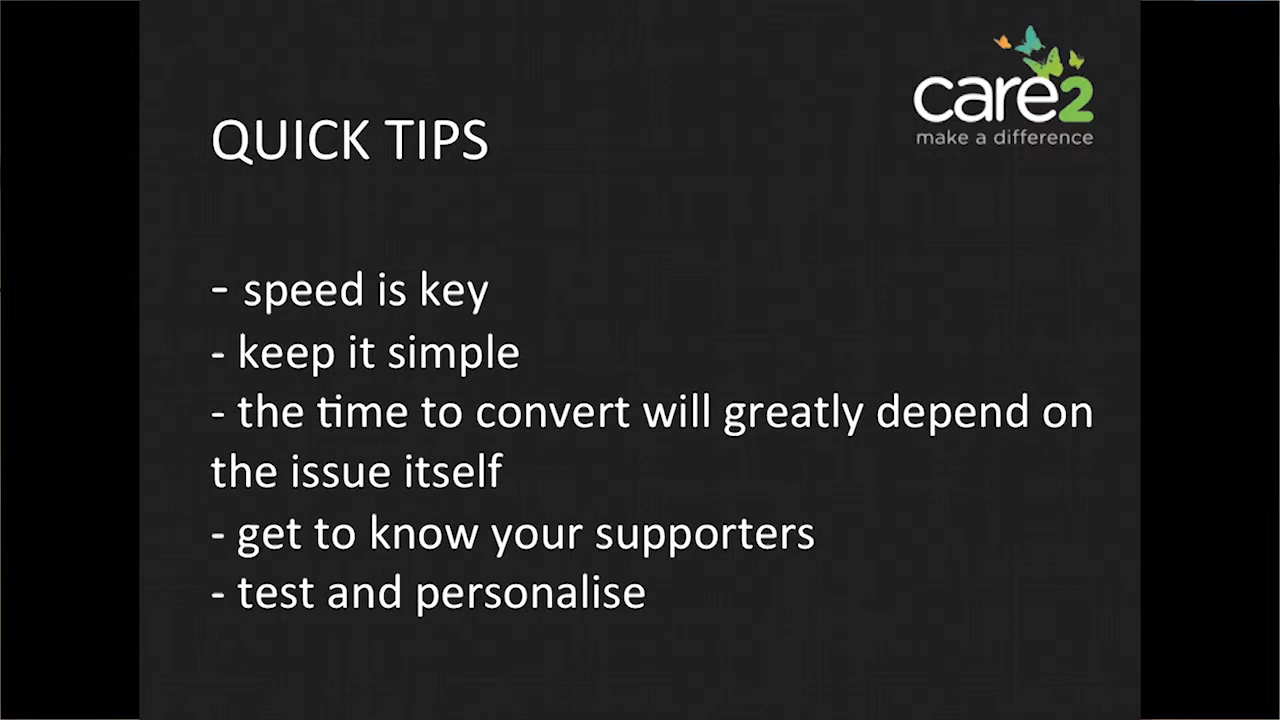 care2
make a difference
QUICK TIPS
- speed is key
- keep it simple
- the time to convert will greatly depend on
the issue itself
- get to know your supporters
- test and personalise